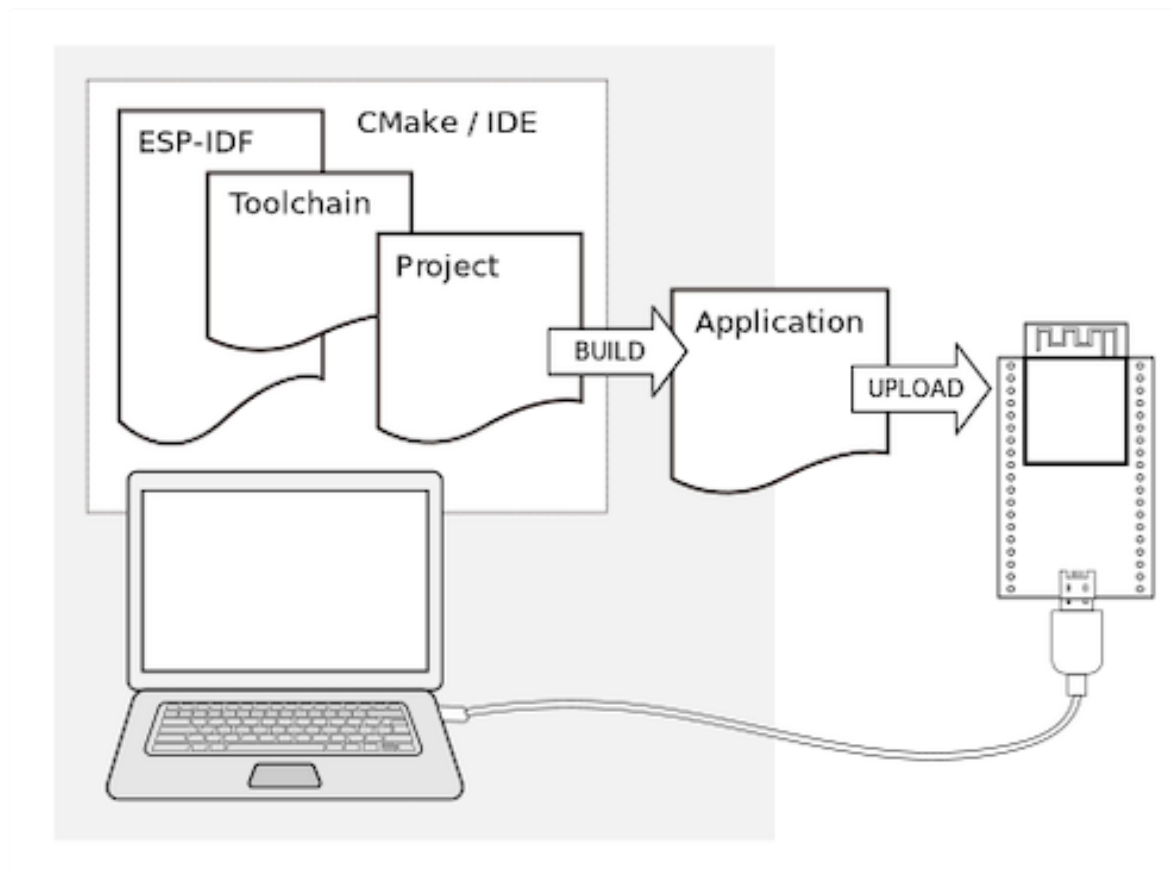 CMake / IDE
ESP-IDF
Toolchain
Project
BUILD
Application
UPLOAD